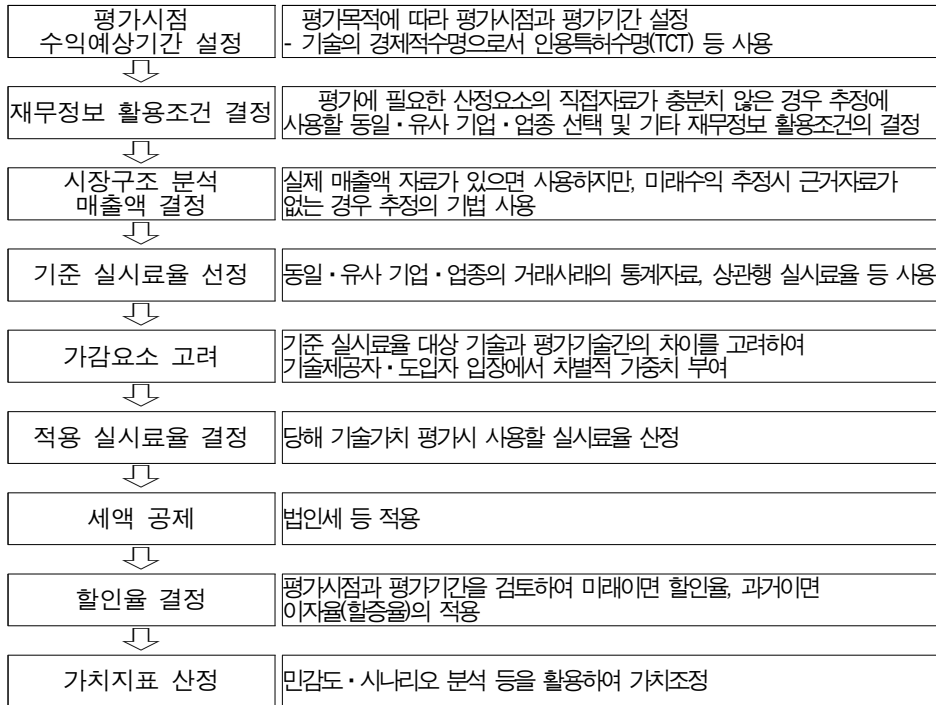 평가시점
수익예상기간 설정
평가목적에 따라 평가시점과 평가기간 설정
- 기술의 경제적수명으로서 인용특허수명(TCT) 등 사용
재무정보 활용조건 결정
평가에 필요한 산정요소의 직접자료가 충분치 않은 경우 추정에
사용할 동일·유사 기업·업종 선택 및 기타 재무정보 활용조건의 결정
시장구조 분석
매출액 결정
실제 매출액 자료가 있으면 사용하지만, 미래수익 추정시 근거자료가
없는 경우 추정의 기법 사용
기준 실시료율 선정
동일·유사 기업·업종의 거래사례의 통계자료, 상관행 실시료율 등 사용
가감요소 고려
기준 실시료율 대상 기술과 평가기술간의 차이를 고려하여
기술제공자·도입자 입장에서 차별적 가중치 부여
적용 실시료율 결정
당해 기술가치 평가시 사용할 실시료율 산정
세액 공제
법인세 등 적용
할인율 결정
평가시점과 평가기간을 검토하여 미래이면 할인율, 과거이면
이자율(할증율)의 적용
가치지표 산정
민감도·시나리오 분석 등을 활용하여 가치조정